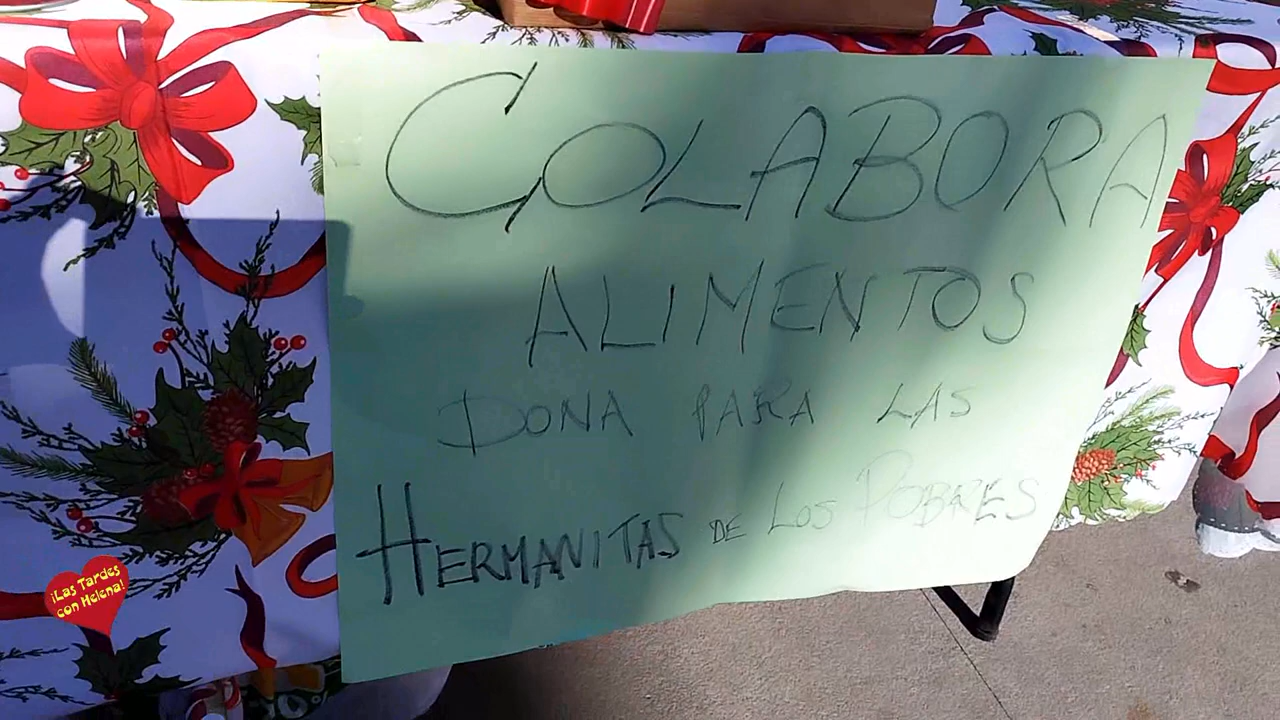 COLABORA
ALIMENTOS
DONA PARA LAS
HERMANITAS DE LOS POBRES
¡Las Tardes
con Helena!